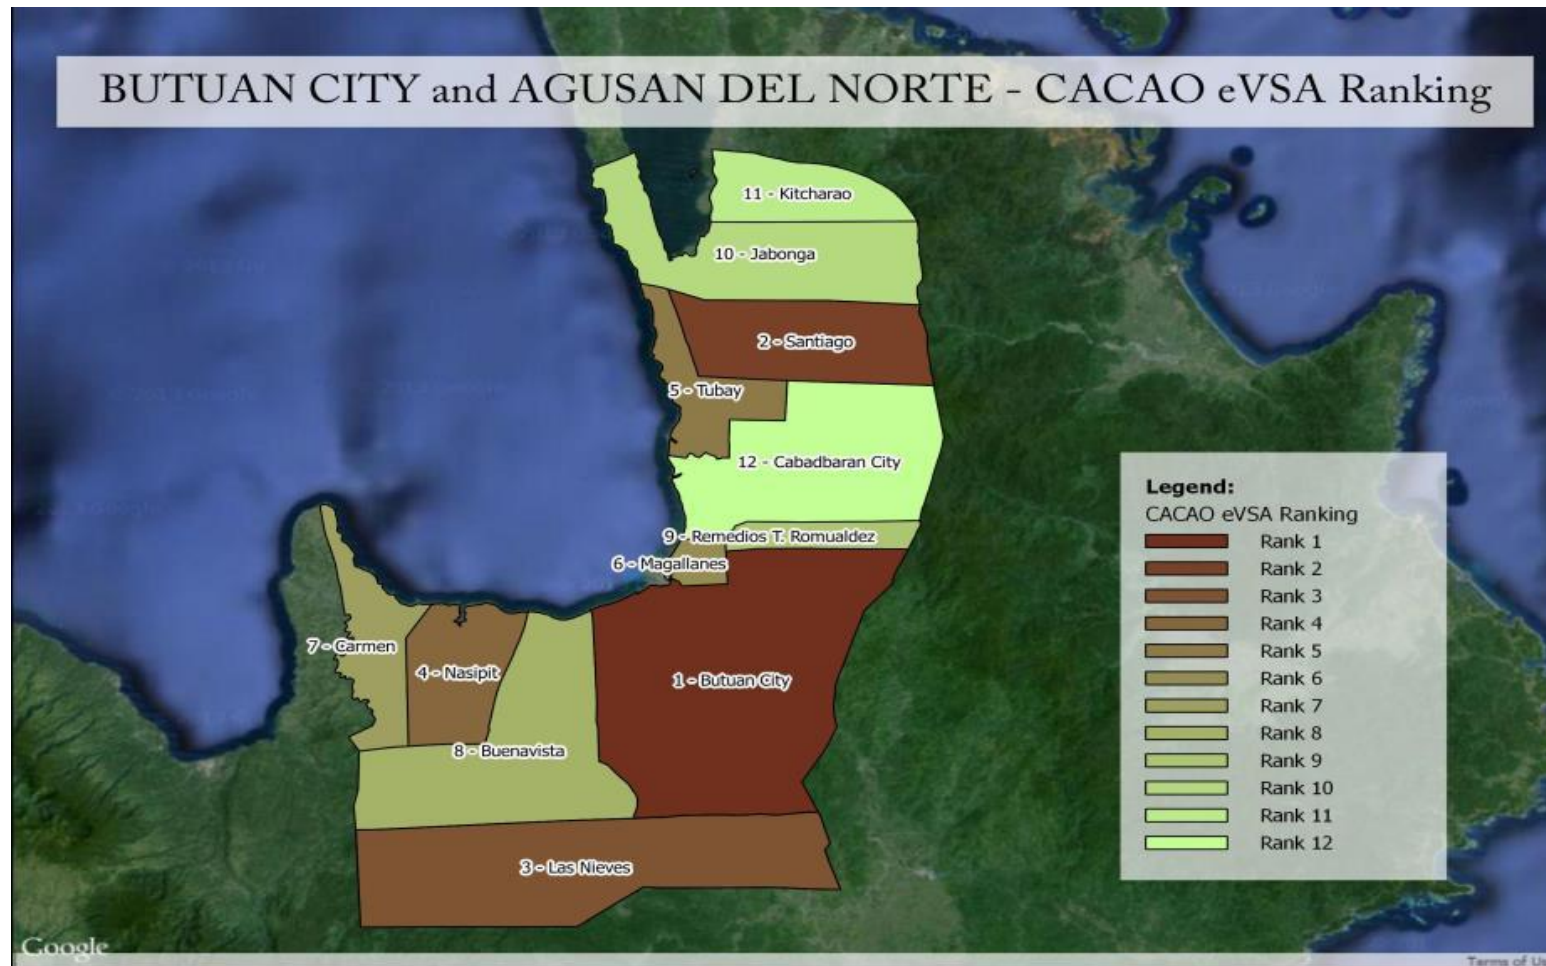 BUTUAN CITY and AGUSAN DEL NORTE - CACAO eVSA Ranking
11 - Kitcharao
10 - Jabonga
2 - Santiago
5 - Tubay
12 - Cabadbaran City
9 - Remedios T. Romualdez
6 - Magallanes
7 - Carmen
4 - Nasipit
1 - Butuan City
8 - Buenavista
3 - Las Nieves
Legend:
CACAO eVSA Ranking
Rank 1
Rank 2
Rank 3
Rank 4
Rank 5
Rank 6
Rank 7
Rank 8
Rank 9
Rank 10
Rank 11
Rank 12
Google
Terms of Us